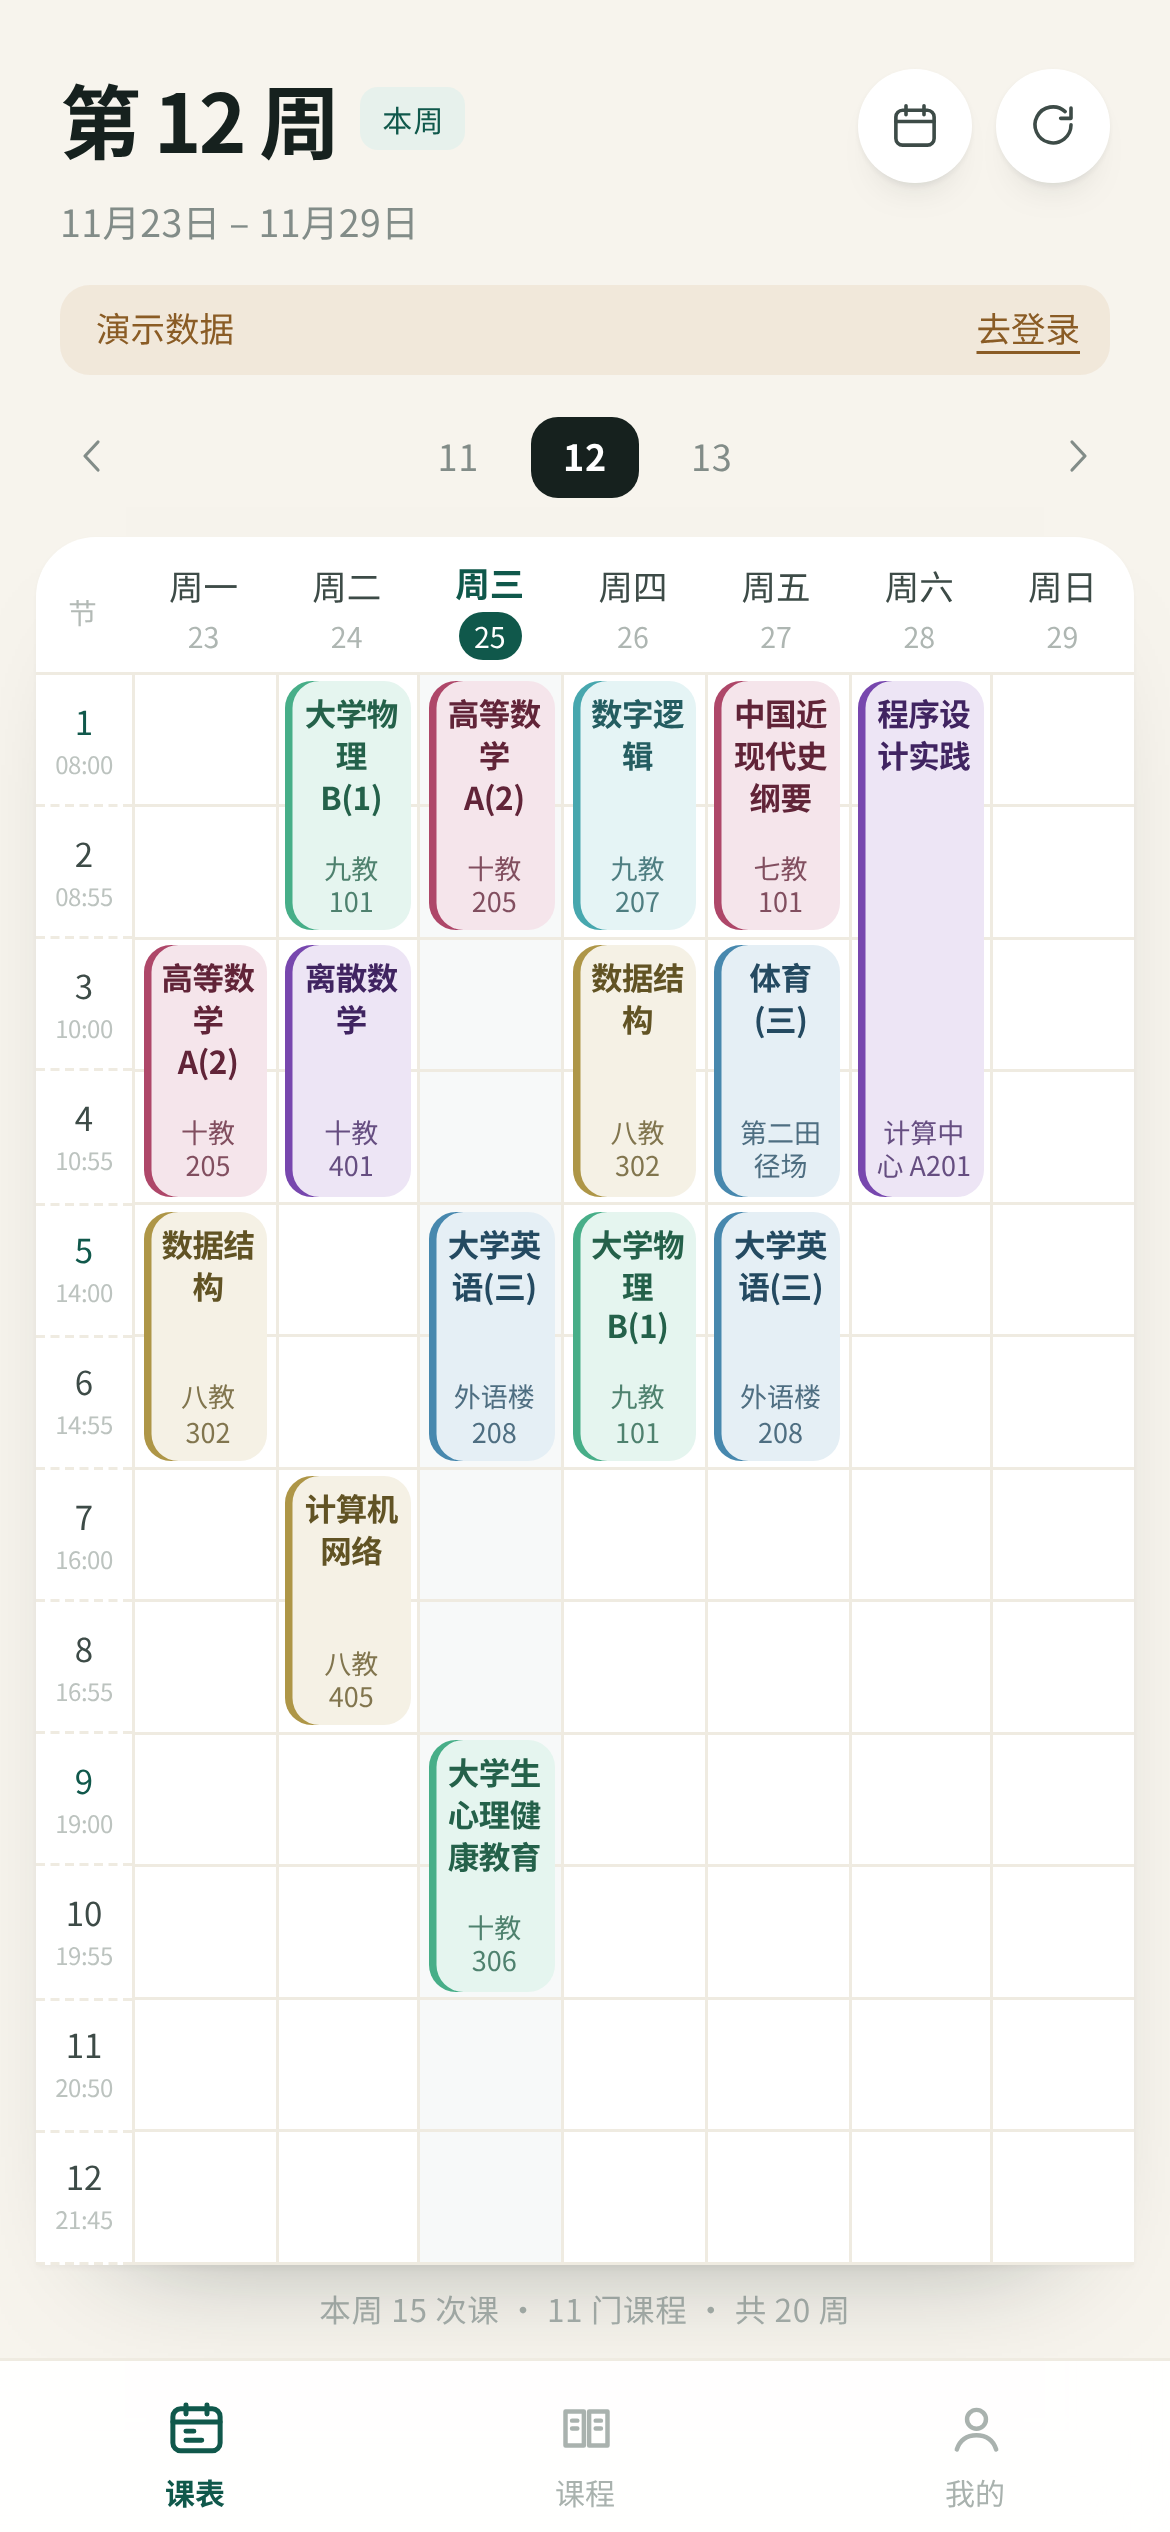 第 12 周
本周
11月23日 – 11月29日
演示数据
去登录
11
12
13
节
周一
周二
周三
周四
周五
周六
周日
23
24
25
26
27
28
29
1
08:00
2
08:55
3
10:00
4
10:55
5
14:00
6
14:55
7
16:00
8
16:55
9
19:00
10
19:55
11
20:50
12
21:45
高等数
学
A(2)
十教
205
数据结
构
八教
302
大学物
理
B(1)
九教
101
离散数
学
十教
401
计算机
网络
八教
405
高等数
学
A(2)
十教
205
大学英
语(三)
外语楼
208
大学生
心理健
康教育
十教
306
数字逻
辑
九教
207
数据结
构
八教
302
大学物
理
B(1)
九教
101
中国近
现代史
纲要
七教
101
体育
(三)
第二田
径场
大学英
语(三)
外语楼
208
程序设
计实践
计算中
心 A201
本周 15 次课 · 11 门课程 · 共 20 周
课表
课程
我的